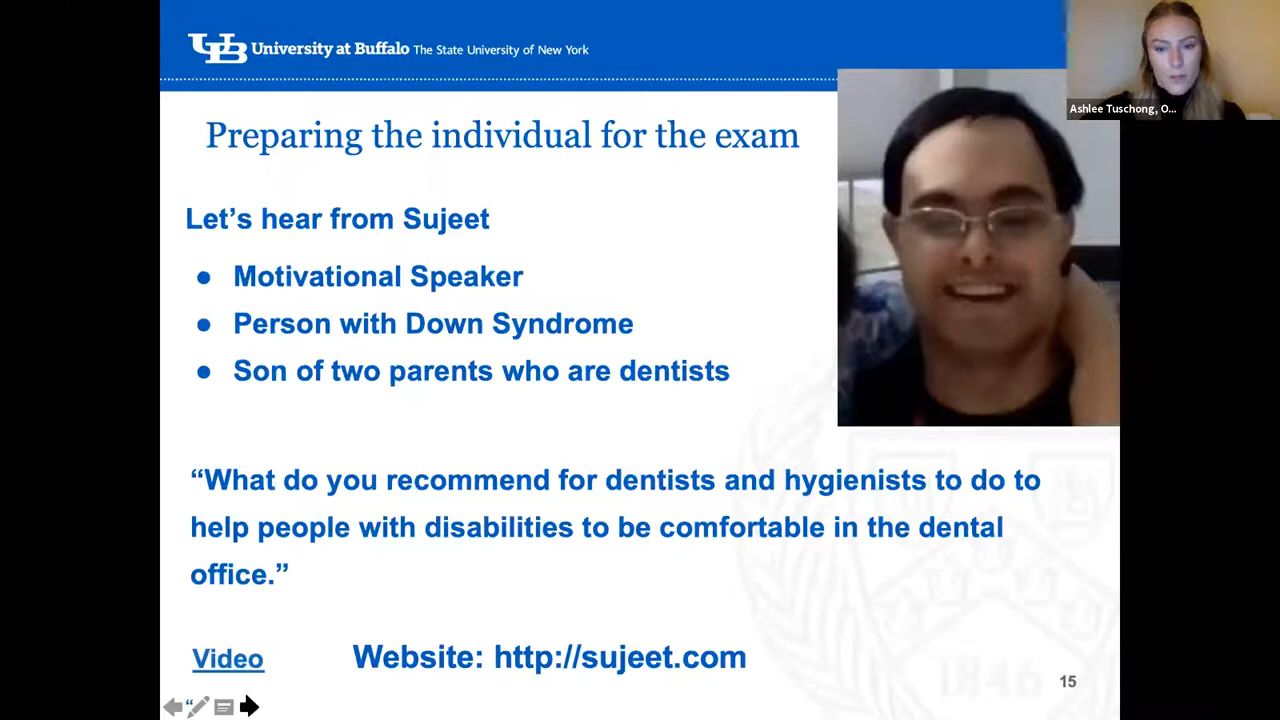 UB University at Buffalo The State University of New York
Ashlee Tuschong, O...
Preparing the individual for the exam
Let’s hear from Sujeet
● Motivational Speaker
● Person with Down Syndrome
● Son of two parents who are dentists
“What do you recommend for dentists and hygienists to do to
help people with disabilities to be comfortable in the dental
office.”
Video
Website: http://sujeet.com
15
1846